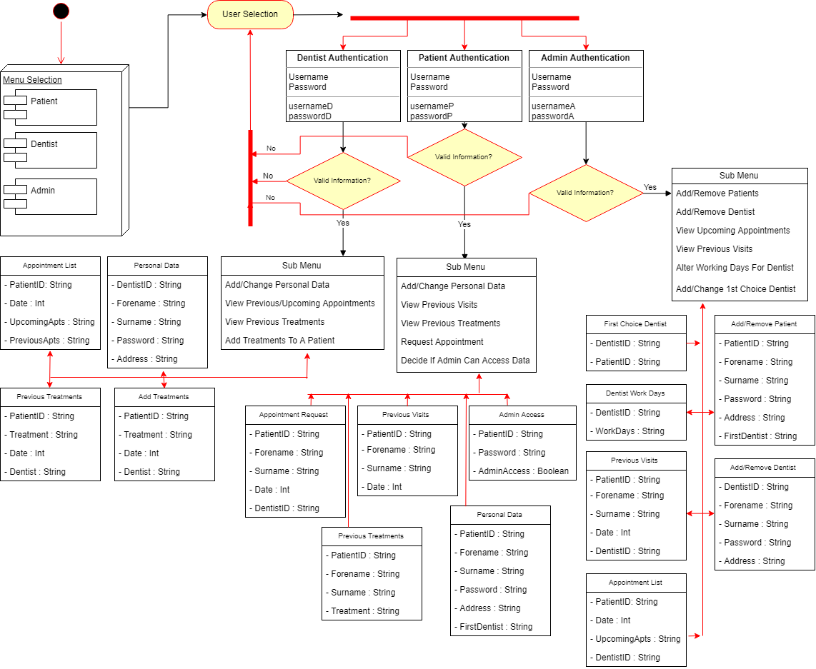 User Selection
Menu Selection
Patient
Dentist
Admin
Dentist Authentication
Username
Password
usernameD
passwordD
Patient Authentication
Username
Password
usernameP
passwordP
Admin Authentication
Username
Password
usernameA
passwordA
No
No
No
Valid Information?
Valid Information?
Valid Information?
Yes
Yes
Yes
Sub Menu
Add/Remove Patients
Add/Remove Dentist
View Upcoming Appointments
View Previous Visits
Alter Working Days For Dentist
Add/Change 1st Choice Dentist
Appointment List
- PatientID: String
- Date : Int
- UpcomingApts : String
- PreviousApts : String
Personal Data
- DentistID : String
- Forename : String
- Surname : String
- Password : String
- Address : String
Sub Menu
Add/Change Personal Data
View Previous/Upcoming Appointments
View Previous Treatments
Add Treatments To A Patient
Sub Menu
Add/Change Personal Data
View Previous Visits
View Previous Treatments
Request Appointment
Decide If Admin Can Access Data
Previous Treatments
- PatientID : String
- Treatment : String
- Date : Int
- Dentist : String
Add Treatments
- PatientID : String
- Treatment : String
- Date : Int
- Dentist : String
Appointment Request
- PatientID : String
- Forename : String
- Surname : String
- Date : Int
- DentistID : String
Previous Visits
- PatientID : String
- Forename : String
- Surname : String
- Date : Int
Admin Access
- PatientID : String
- Password : String
- AdminAccess : Boolean
Previous Treatments
- PatientID : String
- Forename : String
- Surname : String
- Treatment : String
Personal Data
- PatientID : String
- Forename : String
- Surname : String
- Password : String
- Address : String
- FirstDentist : String
First Choice Dentist
- DentistID : String
- PatientID : String
Add/Remove Patient
- PatientID : String
- Forename : String
- Surname : String
- Password : String
- Address : String
- FirstDentist : String
Dentist Work Days
- DentistID : String
- WorkDays : String
Previous Visits
- PatientID : String
- Forename : String
- Surname : String
- Date : Int
- DentistID : String
Add/Remove Dentist
- DentistID : String
- Forename : String
- Surname : String
- Password : String
- Address : String
Appointment List
- PatientID: String
- Date : Int
- UpcomingApts : String
- DentistID : String